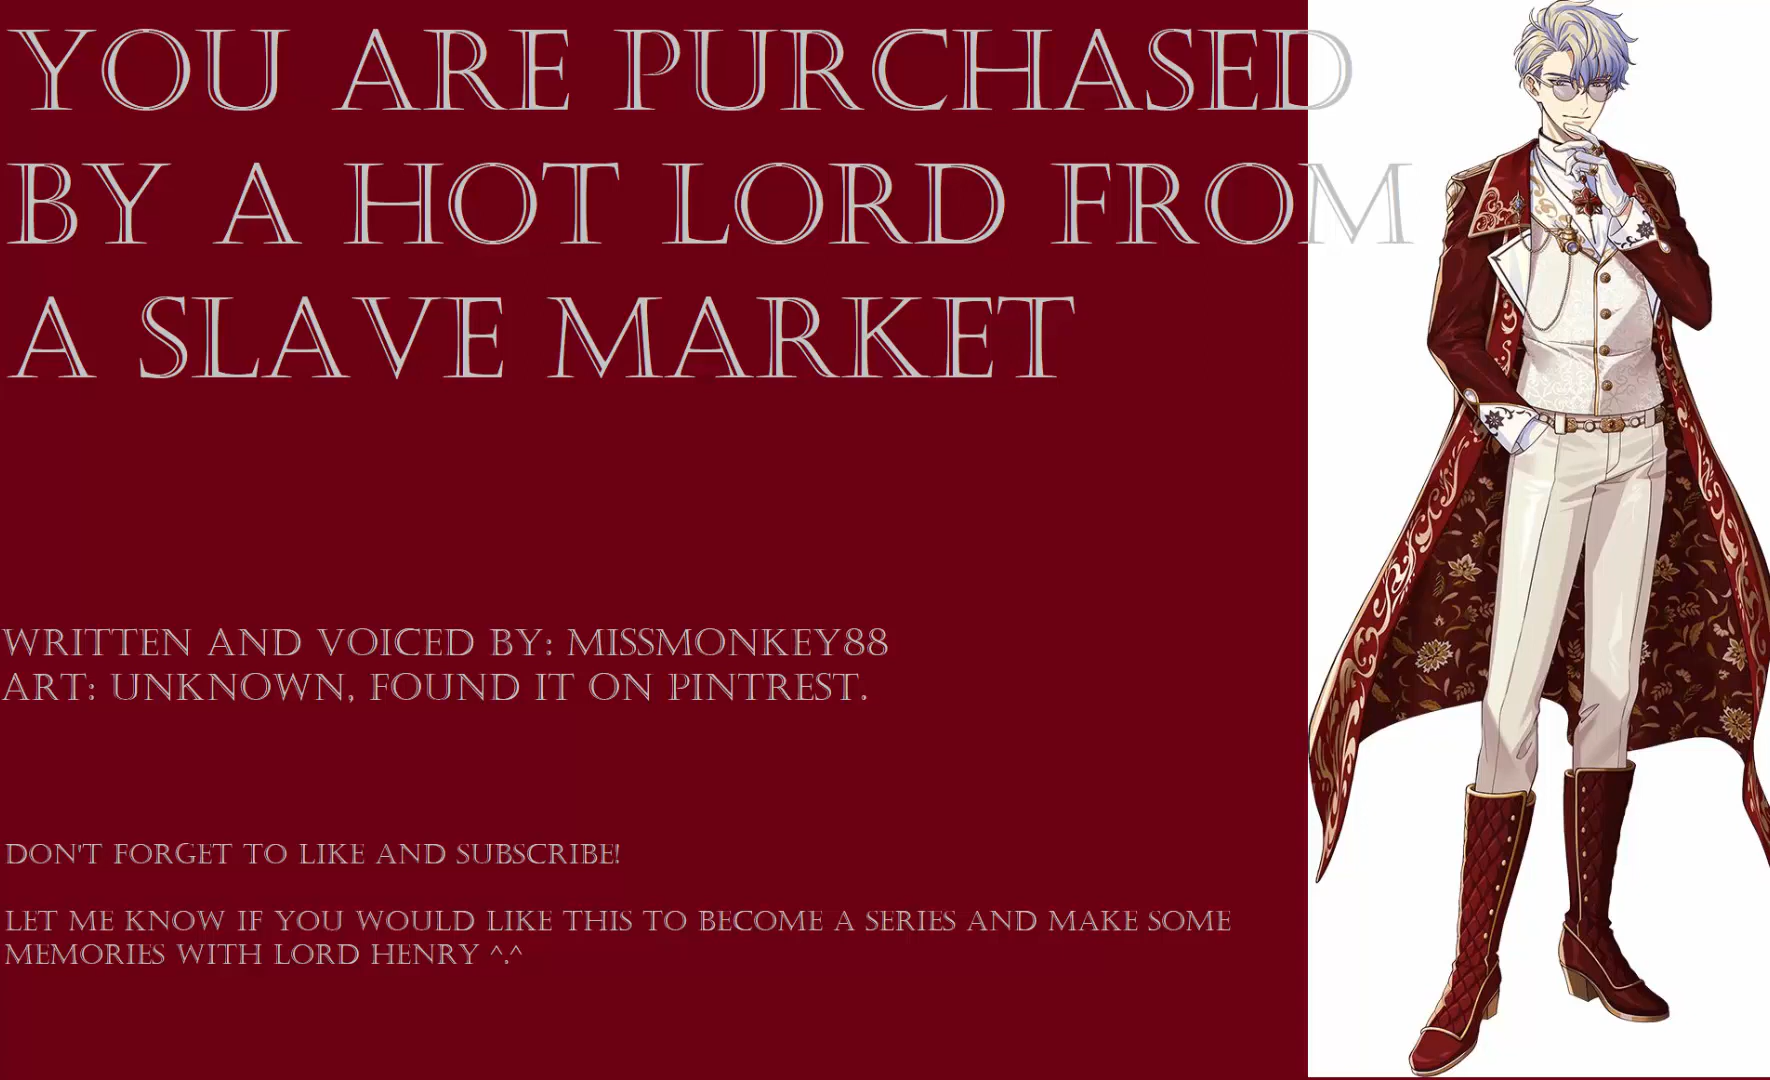 YOU ARE PURCHASED
BY A HOT LORD FROM
A SLAVE MARKET
WRITTEN AND VOICED BY: MISSMONKEY88
ART: UNKNOWN, FOUND IT ON PINTREST.
DON'T FORGET TO LIKE AND SUBSCRIBE!
LET ME KNOW IF YOU WOULD LIKE THIS TO BECOME A SERIES AND MAKE SOME
MEMORIES WITH LORD HENRY ^.^